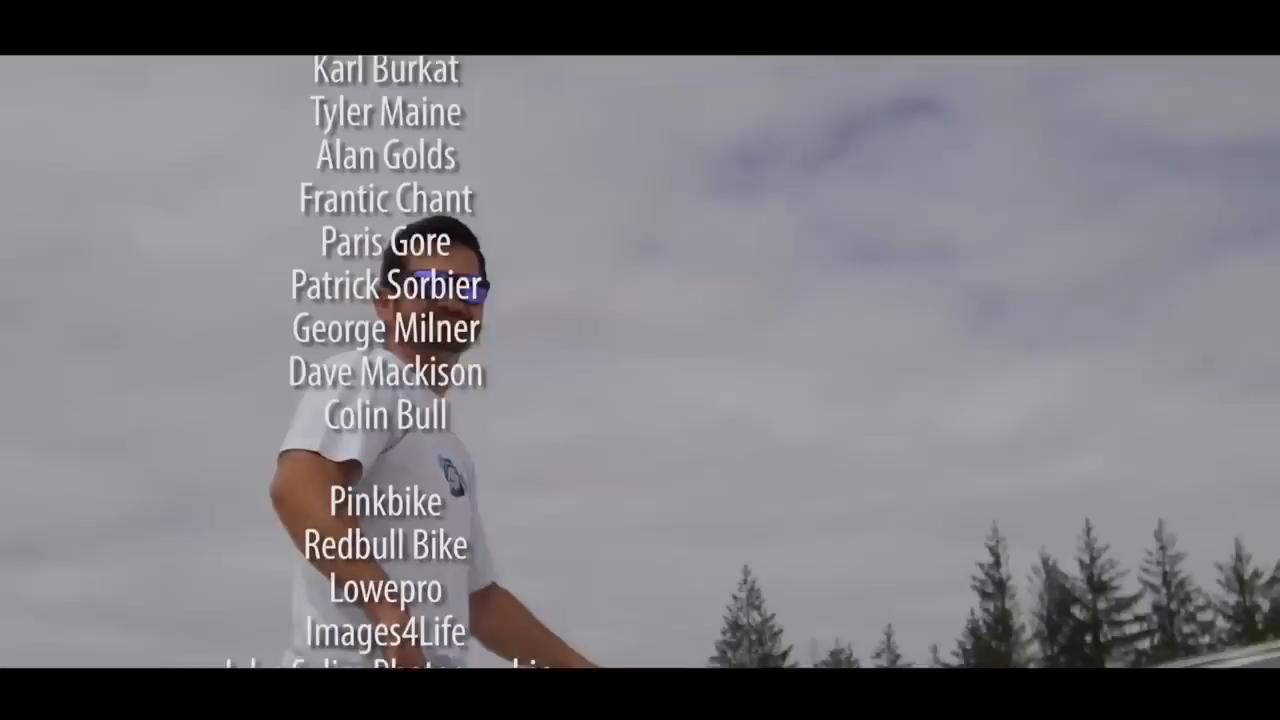 Karl Burkat
Tyler Maine
Alan Golds
Frantic Chant
Paris Gore
Patrick Sorbier
George Milner
Dave Mackison
Colin Bull
Pinkbike
Redbull Bike
Lowepro
Images4Life